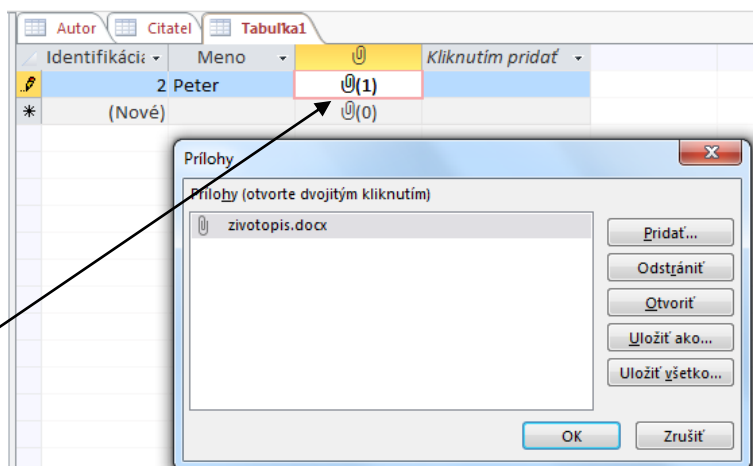 Autor Citatel Tabuľka1
Identifikácia Meno Kliknutím pridať
2 Peter (1)
* (Nové) (0)
Prílohy
Prílohy (otvorte dvojitým kliknutím)
zivotopis.docx
Pridať...
Odstrániť
Otvoriť
Uložiť ako...
Uložiť všetko...
OK Zrušiť